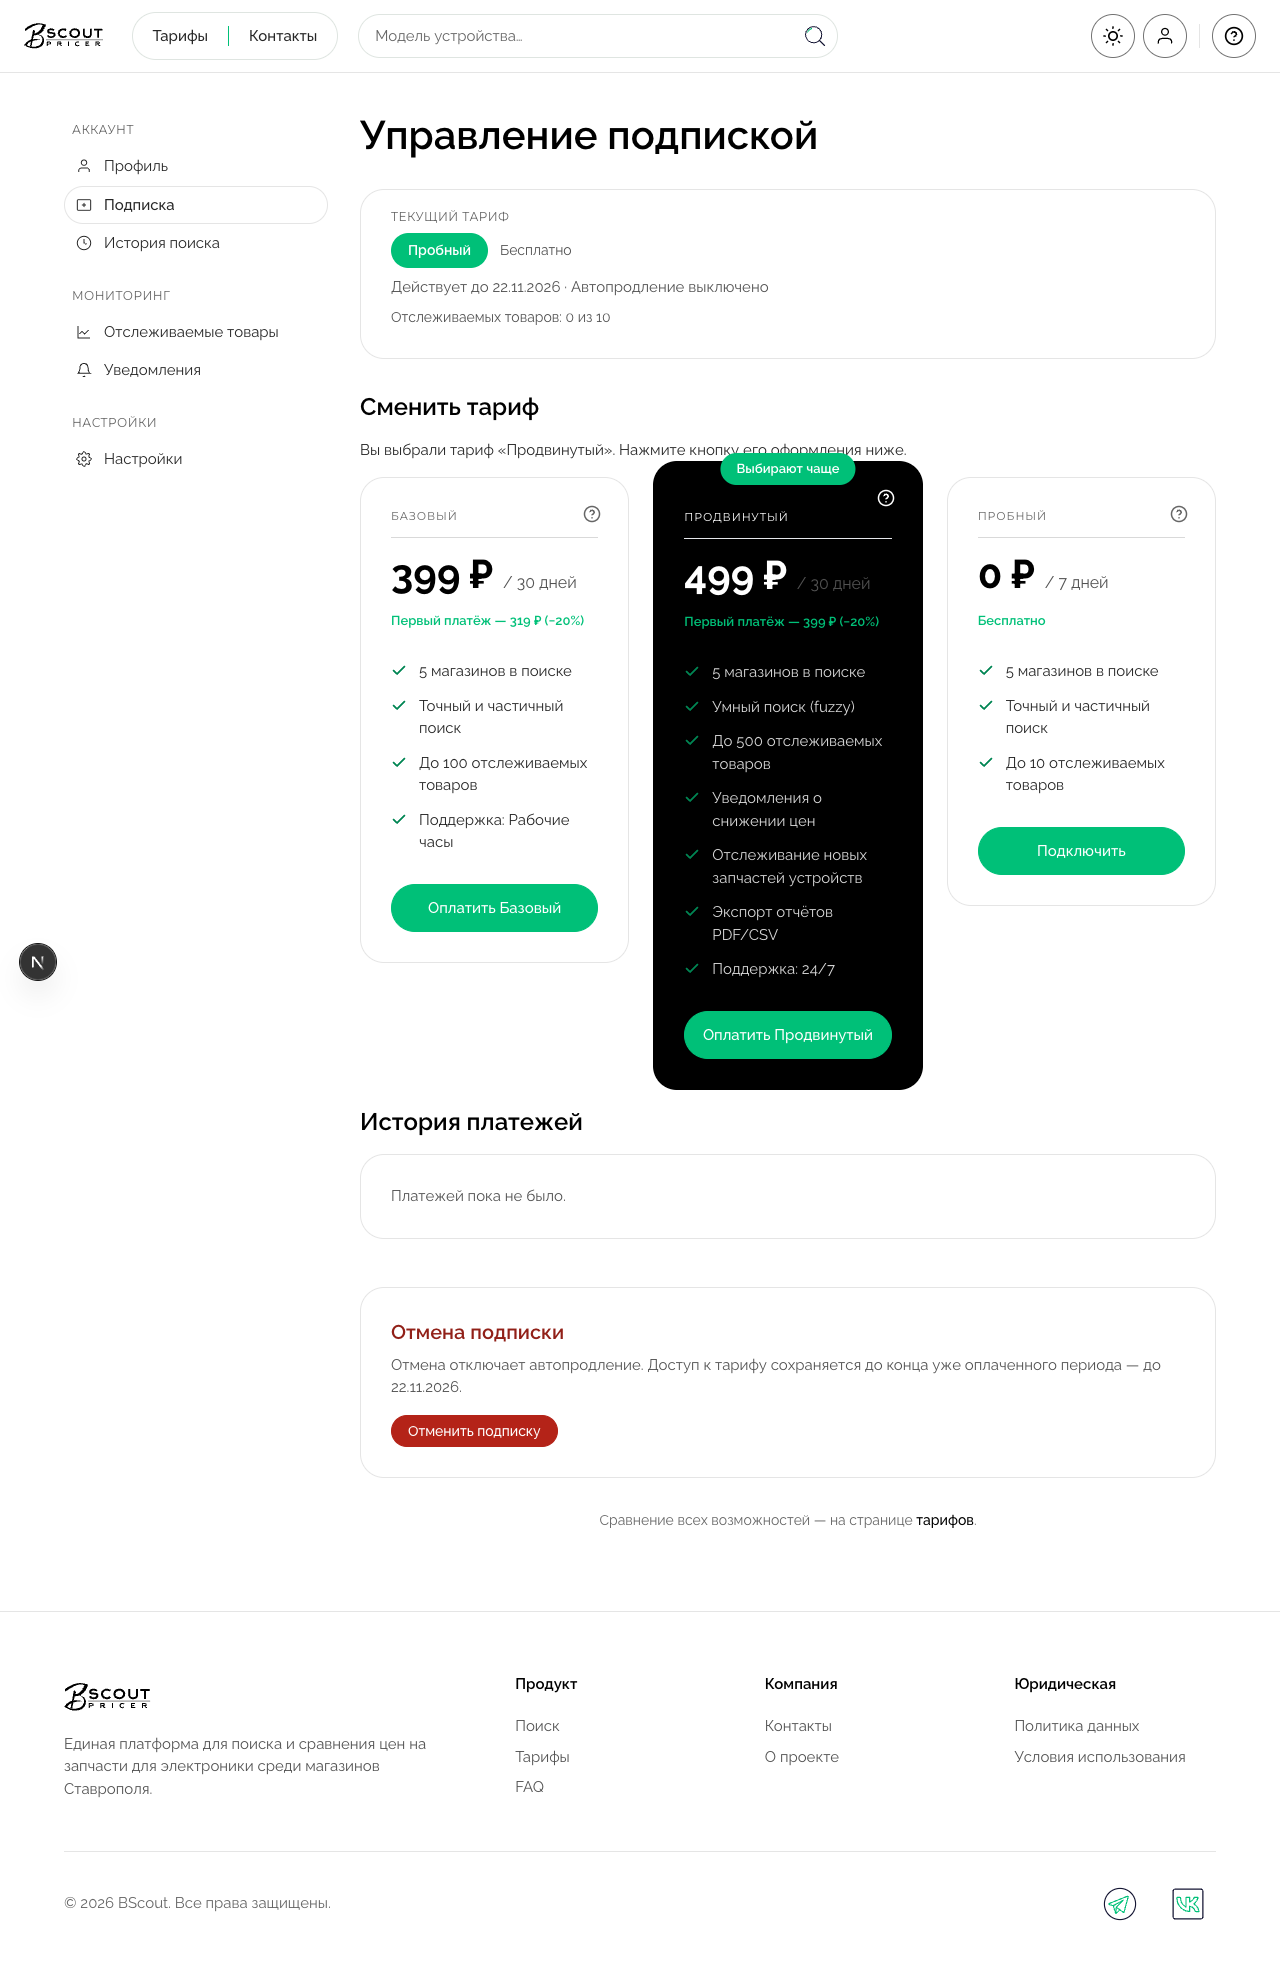 BSCOUT
PRICER
Тарифы
Контакты
Модель устройства…
АККАУНТ
Профиль
Подписка
История поиска
МОНИТОРИНГ
Отслеживаемые товары
Уведомления
НАСТРОЙКИ
Настройки
Управление подпиской
ТЕКУЩИЙ ТАРИФ
Пробный
Бесплатно
Действует до 22.11.2026 · Автопродление выключено
Отслеживаемых товаров: 0 из 10
Сменить тариф
Вы выбрали тариф «Продвинутый». Нажмите кнопку его оформления ниже.
БАЗОВЫЙ
399 ₽ / 30 дней
Первый платёж — 319 ₽ (−20%)
5 магазинов в поиске
Точный и частичный
поиск
До 100 отслеживаемых
товаров
Поддержка: Рабочие
часы
Оплатить Базовый
Выбирают чаще
ПРОДВИНУТЫЙ
499 ₽ / 30 дней
Первый платёж — 399 ₽ (−20%)
5 магазинов в поиске
Умный поиск (fuzzy)
До 500 отслеживаемых
товаров
Уведомления о
снижении цен
Отслеживание новых
запчастей устройств
Экспорт отчётов
PDF/CSV
Поддержка: 24/7
Оплатить Продвинутый
ПРОБНЫЙ
0 ₽ / 7 дней
Бесплатно
5 магазинов в поиске
Точный и частичный
поиск
До 10 отслеживаемых
товаров
Подключить
N
История платежей
Платежей пока не было.
Отмена подписки
Отмена отключает автопродление. Доступ к тарифу сохраняется до конца уже оплаченного периода — до
22.11.2026.
Отменить подписку
Сравнение всех возможностей — на странице тарифов.
BSCOUT
PRICER
Единая платформа для поиска и сравнения цен на
запчасти для электроники среди магазинов
Ставрополя.
Продукт
Поиск
Тарифы
FAQ
Компания
Контакты
О проекте
Юридическая
Политика данных
Условия использования
© 2026 BScout. Все права защищены.
VK